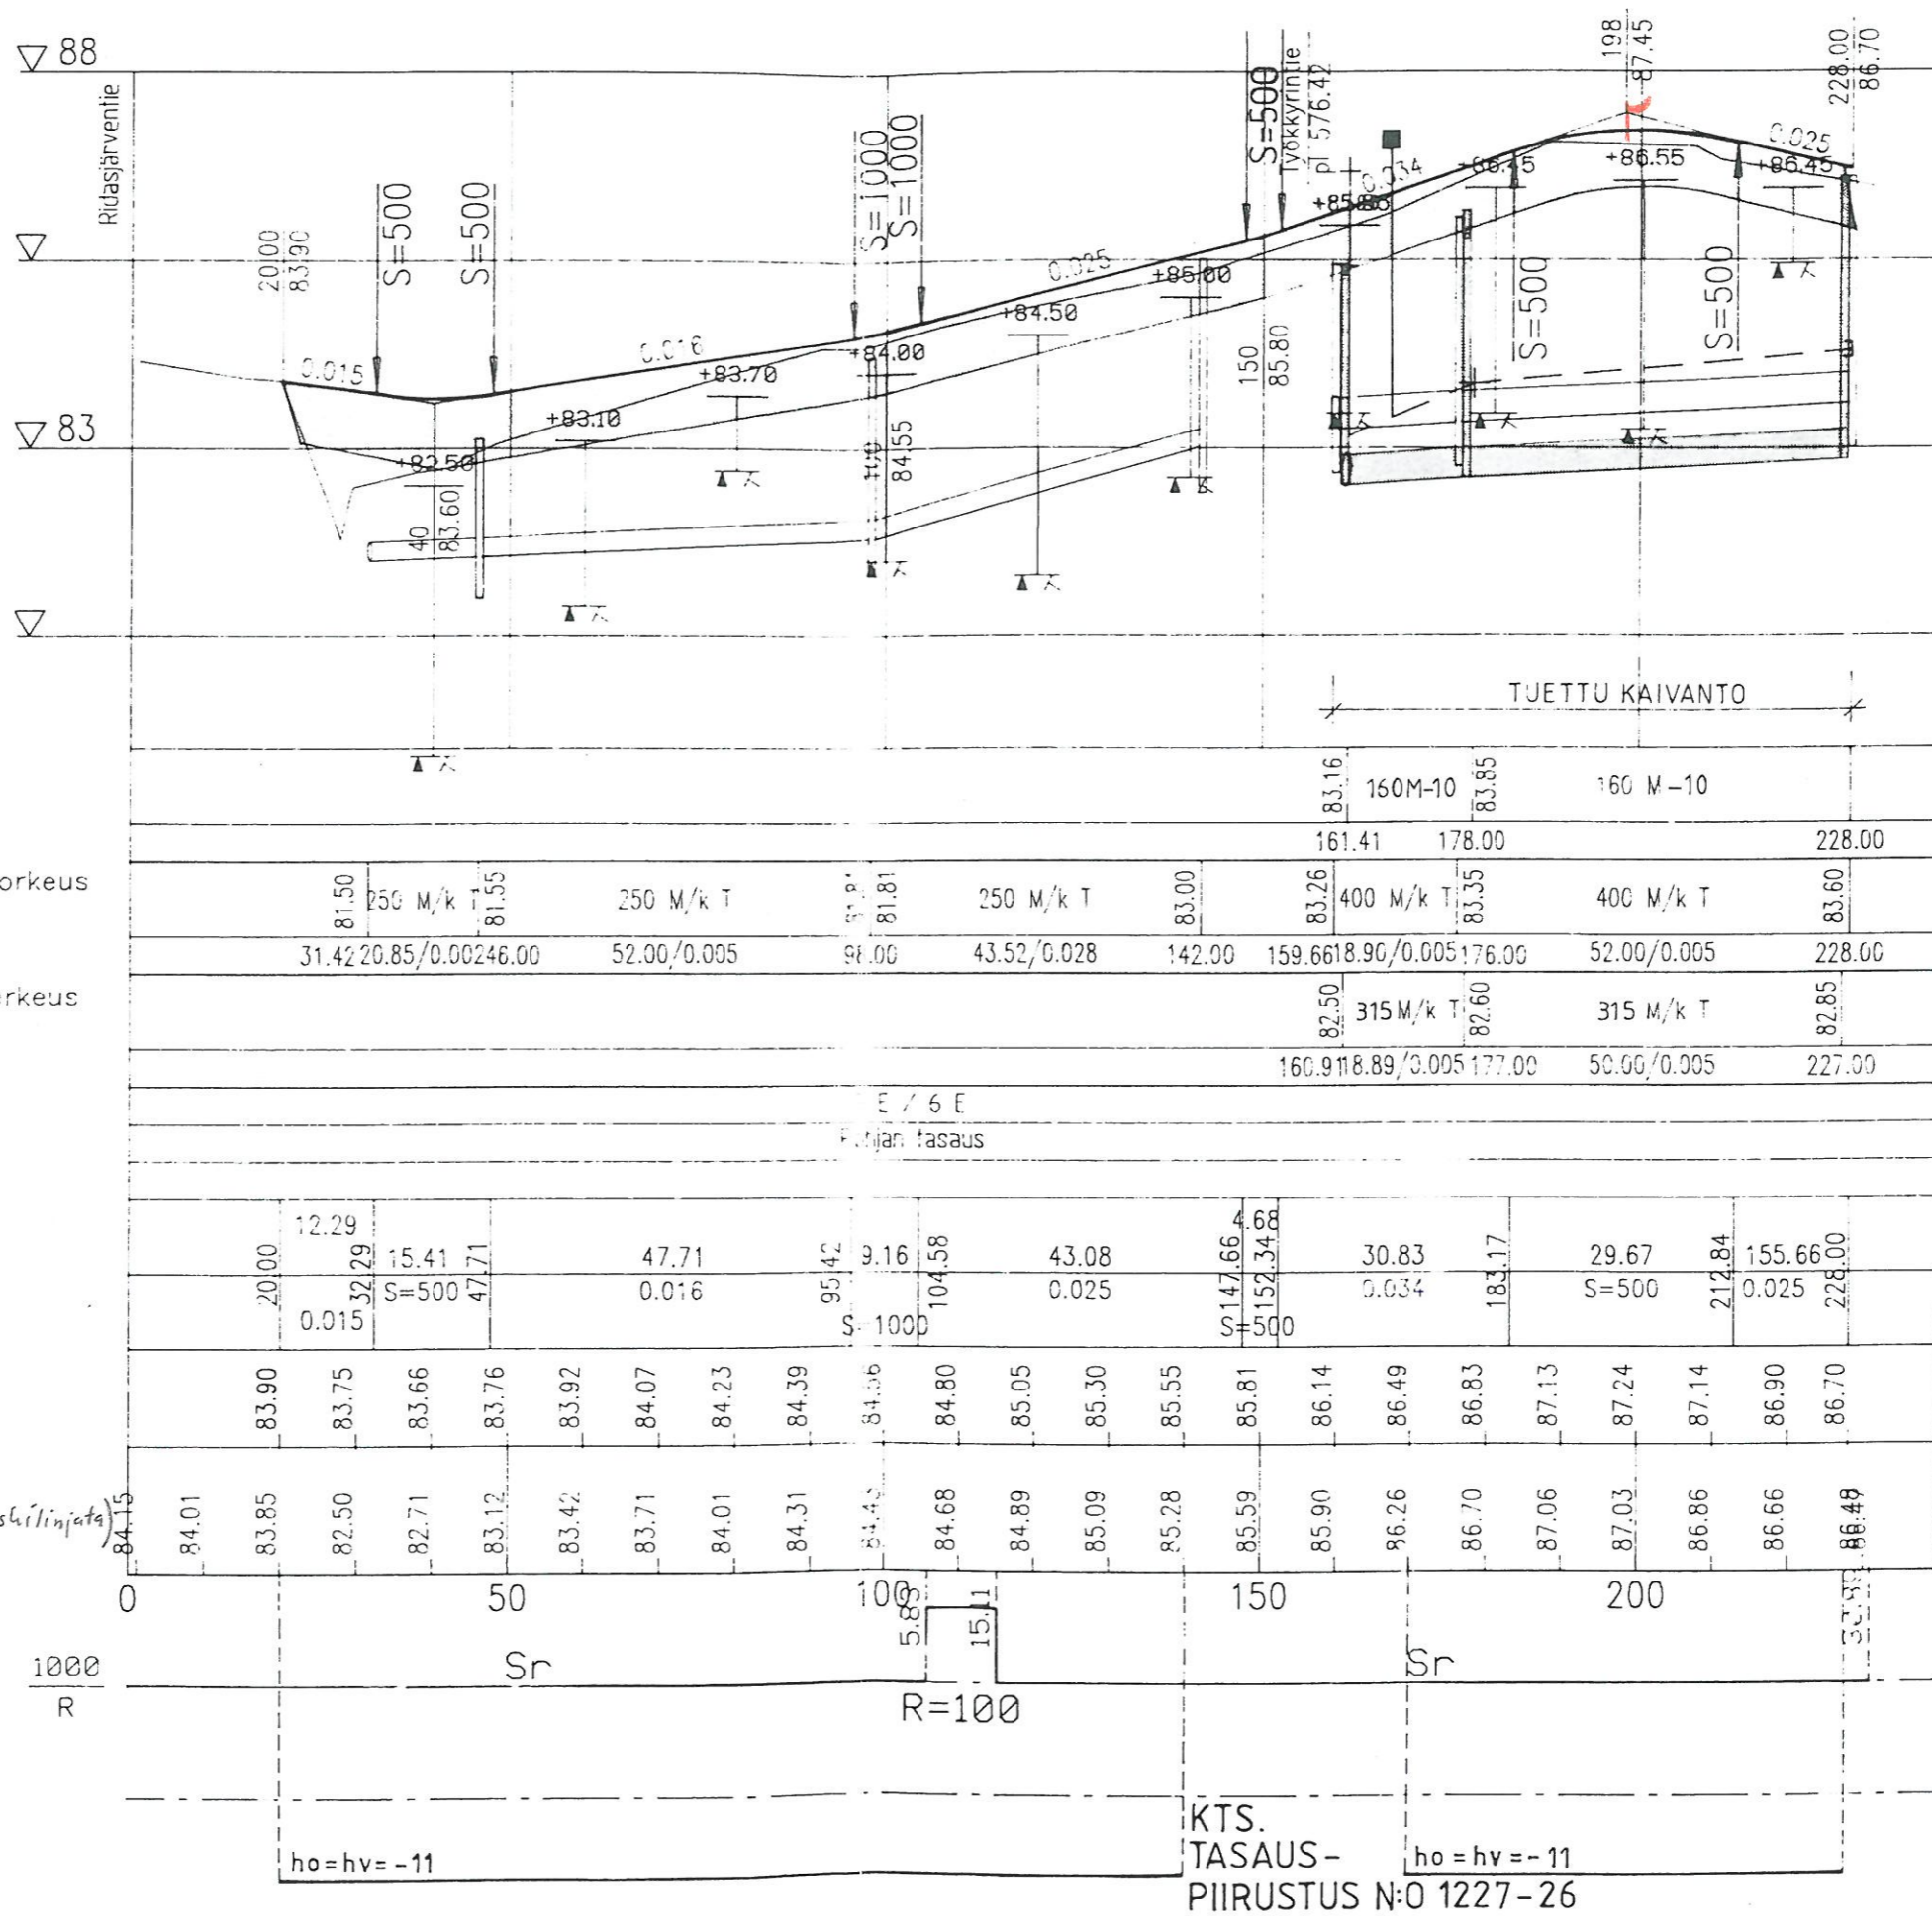 88
Ridasjärventie
20.00
83.90
S=500
S=500
S=1000
S=1000
S=500
Työkkyrintie
pl 576.42
198
87.45
228.00
86.70
0.015
0.016
0.025
0.034
0.025
+82.50
+83.10
+83.70
+84.00
+84.50
+85.00
+86.45
+86.55
+86.45
83
40
83.60
84.55
150
85.80
S=500
S=500
TUETTU KAIVANTO
83.16 160M-10 83.85 160 M-10
161.41 178.00 228.00
orkeus
81.50 250 M/k T 81.55 250 M/k T 81.81 81.81 250 M/k T 83.00 83.26 400 M/k T 83.35 400 M/k T 83.60
31.42 20.85/0.002 46.00 52.00/0.005 98.00 43.52/0.028 142.00 159.66 18.90/0.005 176.00 52.00/0.005 228.00
rkeus
82.50 315 M/k T 82.60 315 M/k T 82.85
160.91 18.89/0.005 177.00 50.00/0.005 227.00
E / 6 E
tasaus
12.29 4.68
20.00 32.29 15.41 47.71 47.71 95.42 9.16 104.58 43.08 147.66 152.34 30.83 183.17 29.67 212.84 155.66 228.00
S=500 0.016 0.025 0.034 S=500 0.025
0.015 S=1000 S=500
83.90 83.75 83.66 83.76 83.92 84.07 84.23 84.39 84.56 84.80 85.05 85.30 85.55 85.81 86.14 86.49 86.83 87.13 87.24 87.14 86.90 86.70
84.15 84.01 83.85 82.50 82.71 83.12 83.42 83.71 84.01 84.31 84.43 84.68 84.89 85.09 85.28 85.59 85.90 86.26 86.70 87.06 87.03 86.86 86.66
0 50 100 150 200
5.83 15.11
1000
R
Sr Sr
R=100
KTS.
TASAUS-
PIIRUSTUS N:O 1227-26
ho=hv=-11 ho=hv=-11